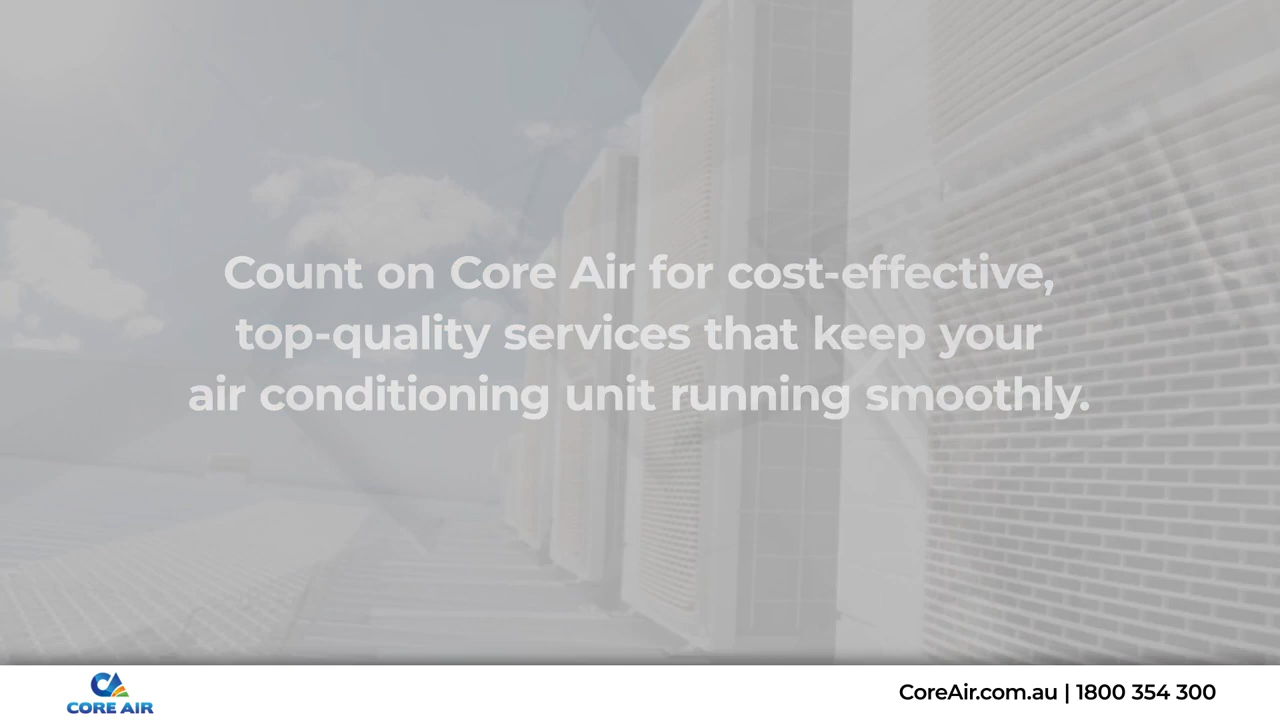 Count on Core Air for cost-effective,
top-quality services that keep your
air conditioning unit running smoothly.
CA
CORE AIR
CoreAir.com.au | 1800 354 300